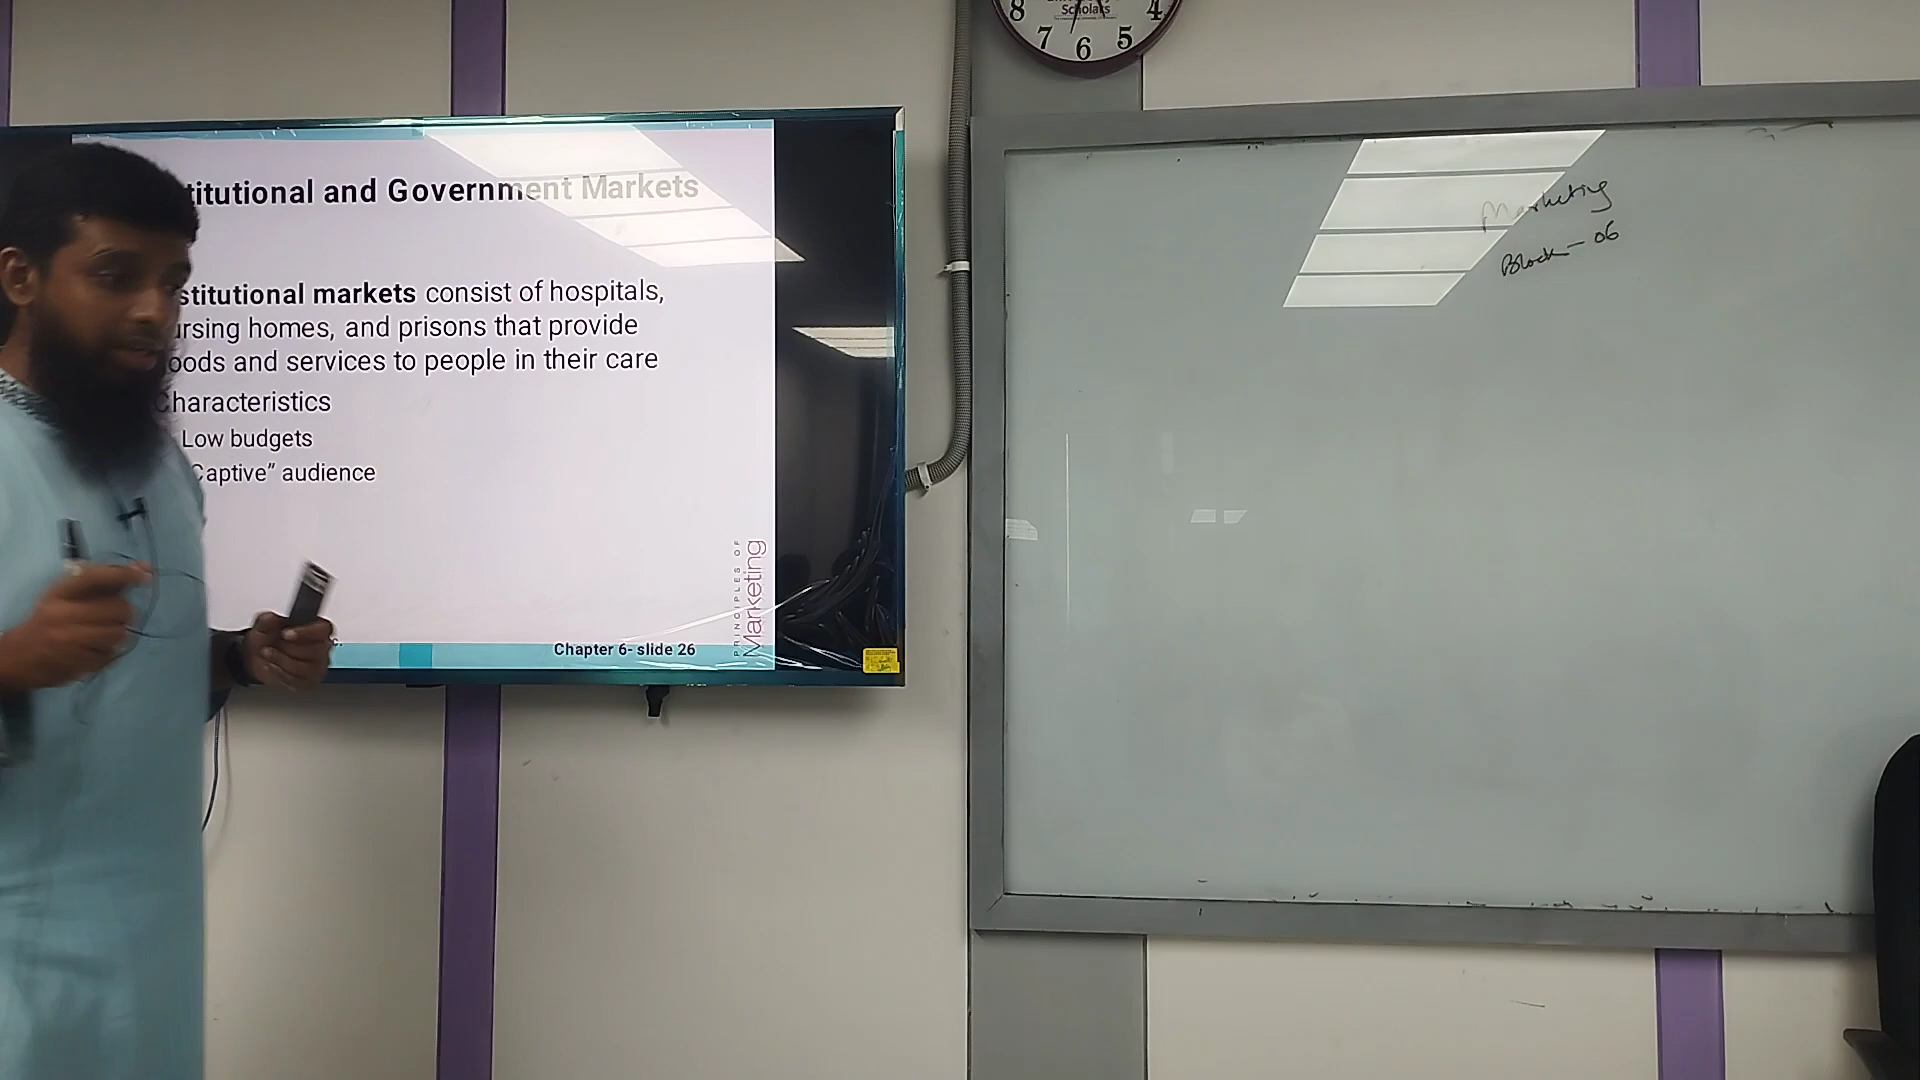 Scholars
8 7 6 5 4
titutional and Government Markets
stitutional markets consist of hospitals,
ursing homes, and prisons that provide
oods and services to people in their care
Characteristics
Low budgets
Captive” audience
c.
Chapter 6- slide 26
PRINCIPLES OF
Marketing
Marketing
Block - 06